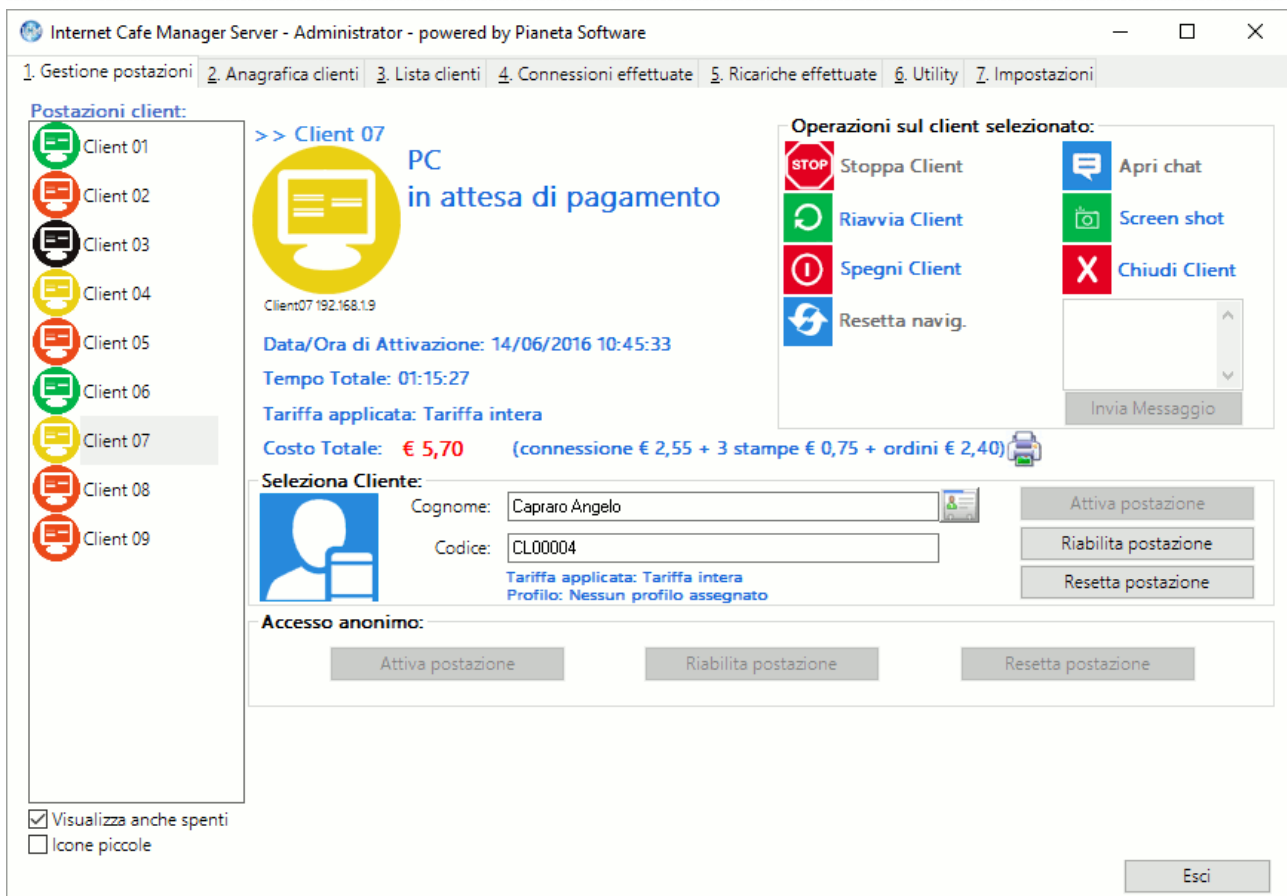 Internet Cafe Manager Server - Administrator - powered by Pianeta Software
1. Gestione postazioni 2. Anagrafica clienti 3. Lista clienti 4. Connessioni effettuate 5. Ricariche effettuate 6. Utility 7. Impostazioni
Postazioni client:
Client 01
Client 02
Client 03
Client 04
Client 05
Client 06
Client 07
Client 08
Client 09
Visualizza anche spenti
Icone piccole
>> Client 07
PC
in attesa di pagamento
Client07 192.168.1.9
Data/Ora di Attivazione: 14/06/2016 10:45:33
Tempo Totale: 01:15:27
Tariffa applicata: Tariffa intera
Costo Totale: € 5,70 (connessione € 2,55 + 3 stampe € 0,75 + ordini € 2,40)
Operazioni sul client selezionato:
STOP Stoppa Client
Apri chat
Riavvia Client
Screen shot
Spegni Client
Chiudi Client
Resetta navig.
Invia Messaggio
Seleziona Cliente:
Cognome: Capraro Angelo
Codice: CL00004
Tariffa applicata: Tariffa intera
Profilo: Nessun profilo assegnato
Attiva postazione
Riabilita postazione
Resetta postazione
Accesso anonimo:
Attiva postazione Riabilita postazione Resetta postazione
Esci